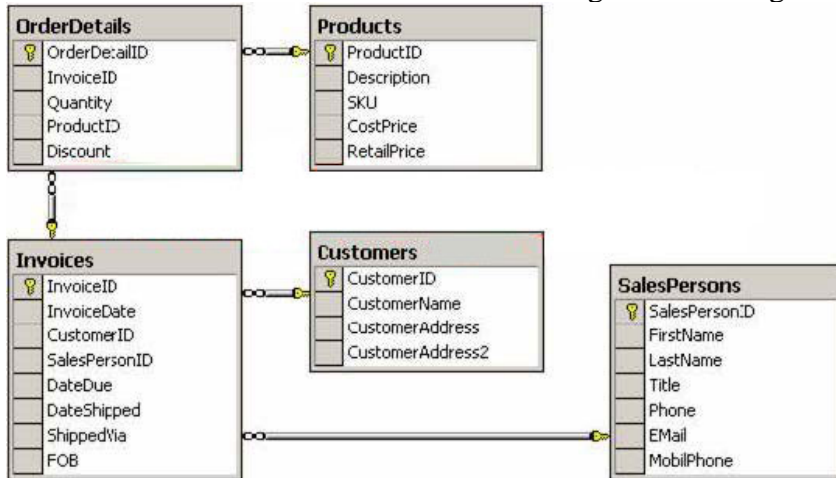 OrderDetails
OrderDetailID
InvoiceID
Quantity
ProductID
Discount
Products
ProductID
Description
SKU
CostPrice
RetailPrice
Invoices
InvoiceID
InvoiceDate
CustomerID
SalesPersonID
DateDue
DateShipped
ShippedVia
FOB
Customers
CustomerID
CustomerName
CustomerAddress
CustomerAddress2
SalesPersons
SalesPersonID
FirstName
LastName
Title
Phone
EMail
MobilPhone